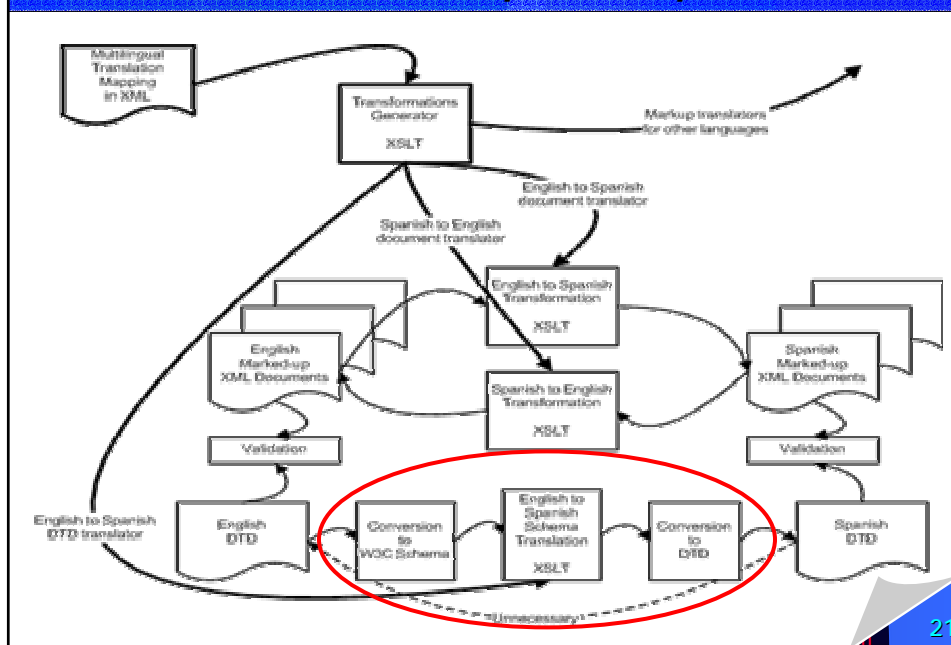 Multilingual
Translation
Mapping
in XML
Transformations
Generator
XSLT
Markup translators
for other languages
English to Spanish
document translator
Spanish to English
document translator
English to Spanish
Transformation
XSLT
English
Marked-up
XML Documents
Spanish
Marked-up
XML Documents
Spanish to English
Transformation
XSLT
Validation
Validation
English to Spanish
DTD translator
English
DTD
Conversion
to
W3C Schema
English to
Spanish
Schema
Translation
XSLT
Conversion
to
DTD
Spanish
DTD
Unnecessary
21